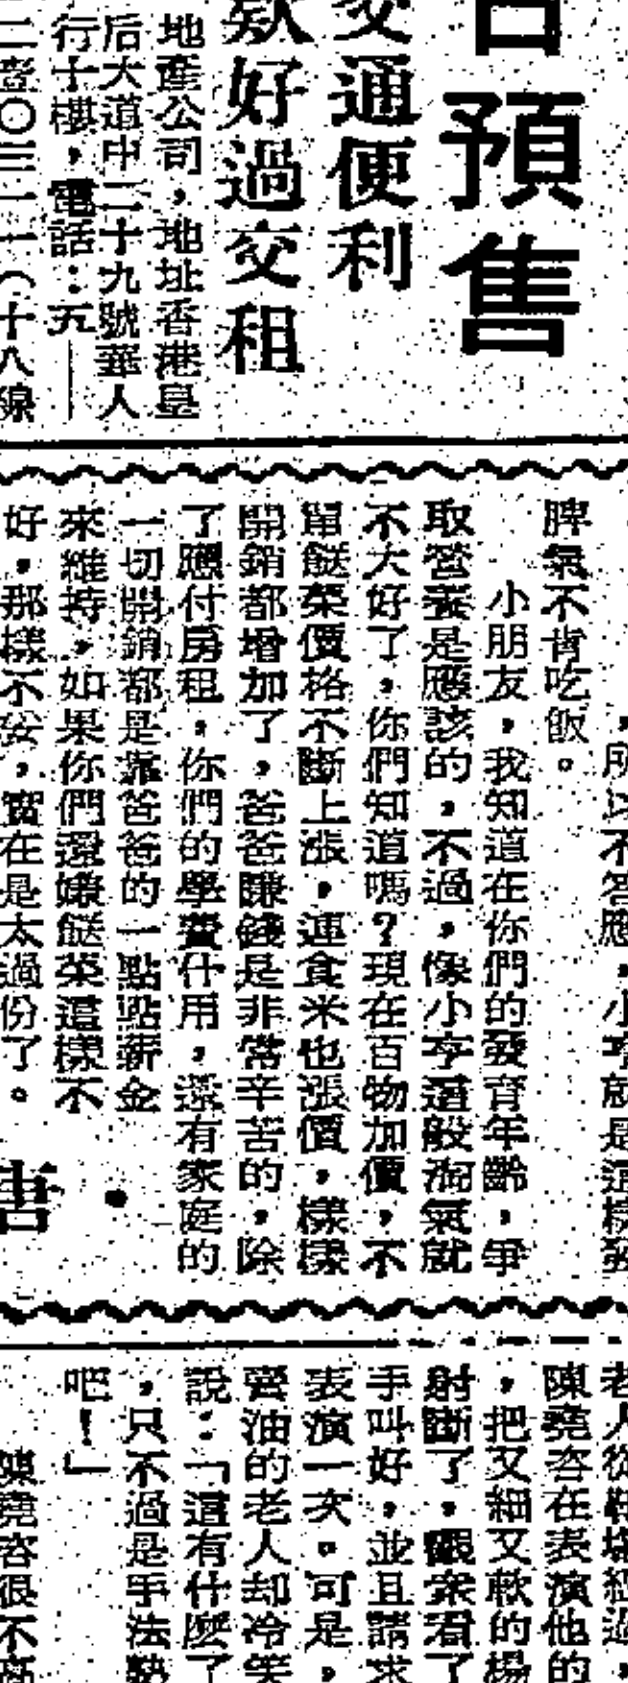 預售
交通便利
好過交租
地產公司，地址香港皇
后大道中二十九號華人
行十樓，電話：五——
二壹〇三一一（十八線
，所以不答應，小亨就是這樣發
脾氣不肯吃飯。
小朋友，我知道在你們的發育年齡，爭
取營養是應該的，不過，像小亨這般淘氣就
不大好了，你們知道嗎？現在百物加價，不
單餸菜價格不斷上漲，連食米也漲價，樣樣
開銷都增加了，爸爸賺錢是非常辛苦的，除
了應付房租，你們的學費什用，還有家庭的
一切開銷都是靠爸爸的一點點薪金
來維持，如果你們還嫌餸菜這樣不
好，那樣不妥，實在是太過份了。
老人從
陳堯咨在表演他的
，把又細又軟的楊
射斷了，觀衆看了
手叫好，並且請求
表演一次。可是，
賣油的老人却冷笑
說：「這有什麽了
，只不過是手法熟
吧！」
陳堯咨很不高